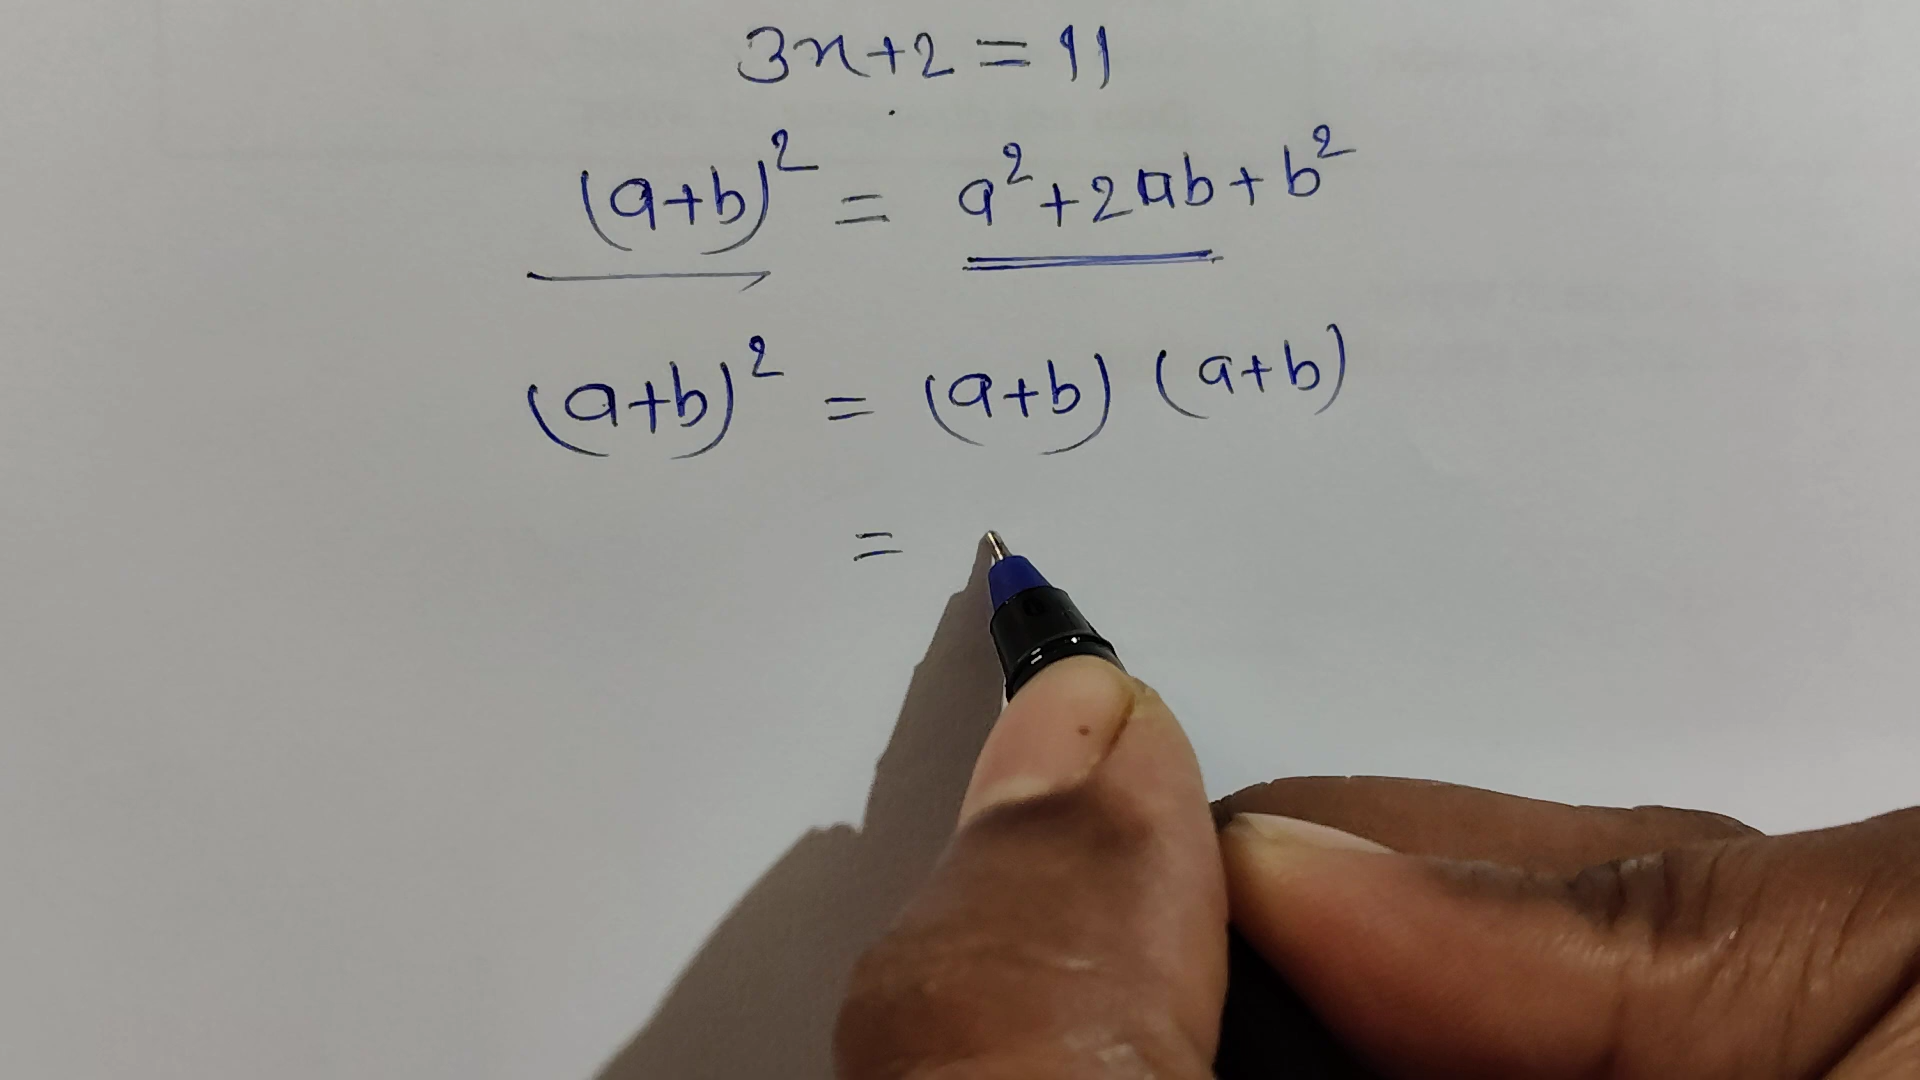 3x+2 = 11
(a+b)² = a²+2ab+b²
(a+b)² = (a+b) (a+b)
=